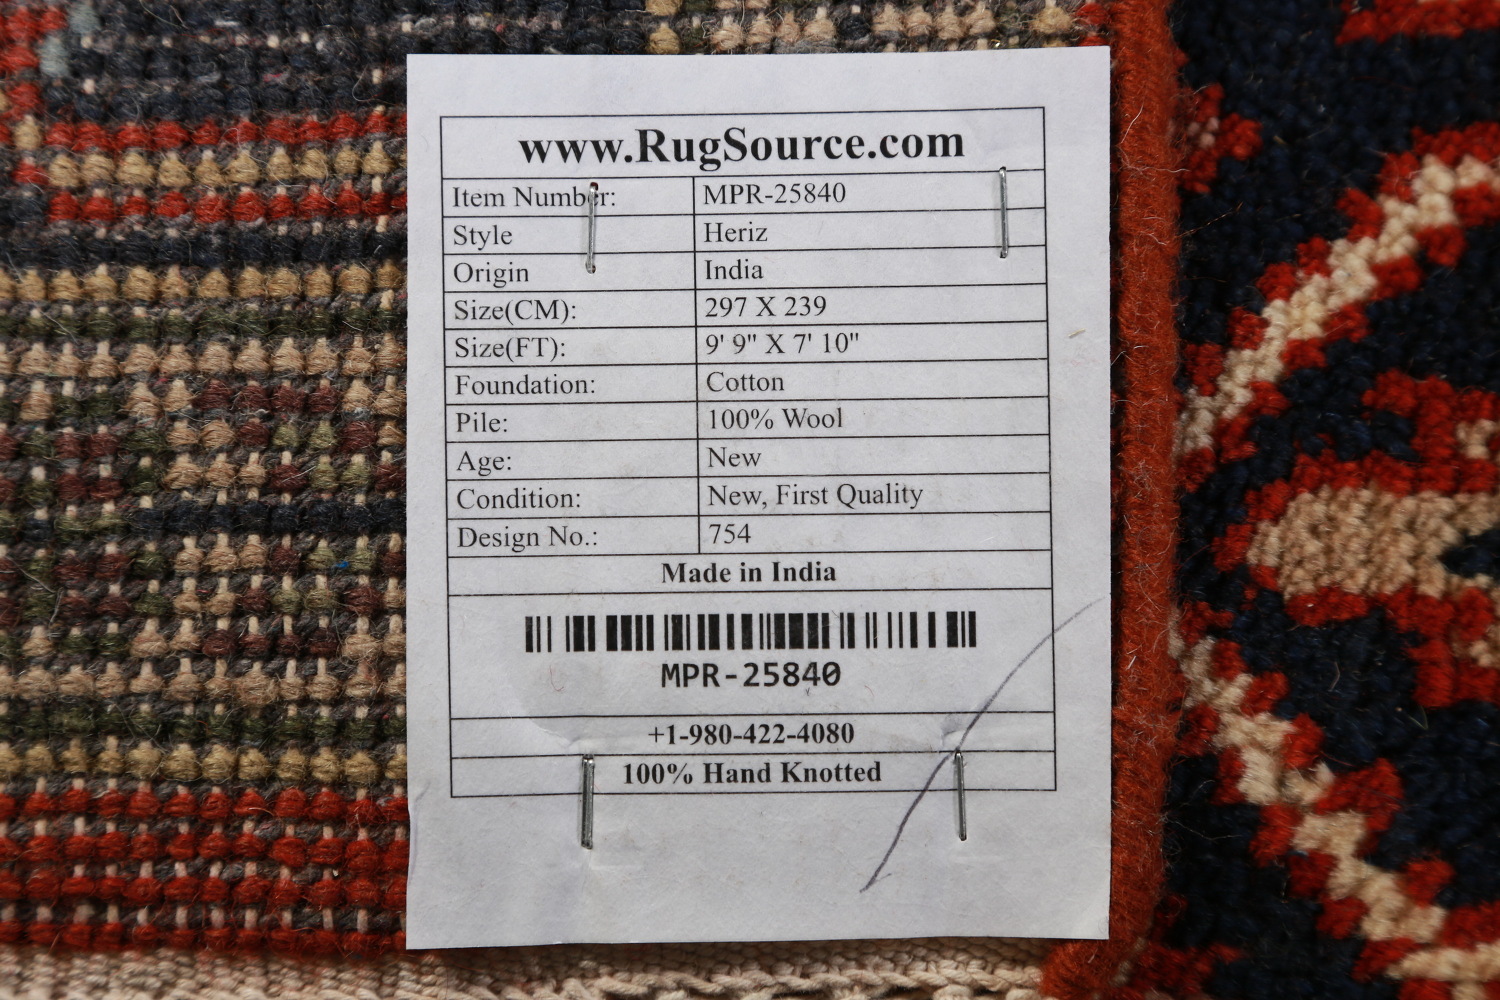 www.RugSource.com
Item Number: MPR-25840
Style Heriz
Origin India
Size(CM): 297 X 239
Size(FT): 9' 9" X 7' 10"
Foundation: Cotton
Pile: 100% Wool
Age: New
Condition: New, First Quality
Design No.: 754
Made in India
MPR-25840
+1-980-422-4080
100% Hand Knotted